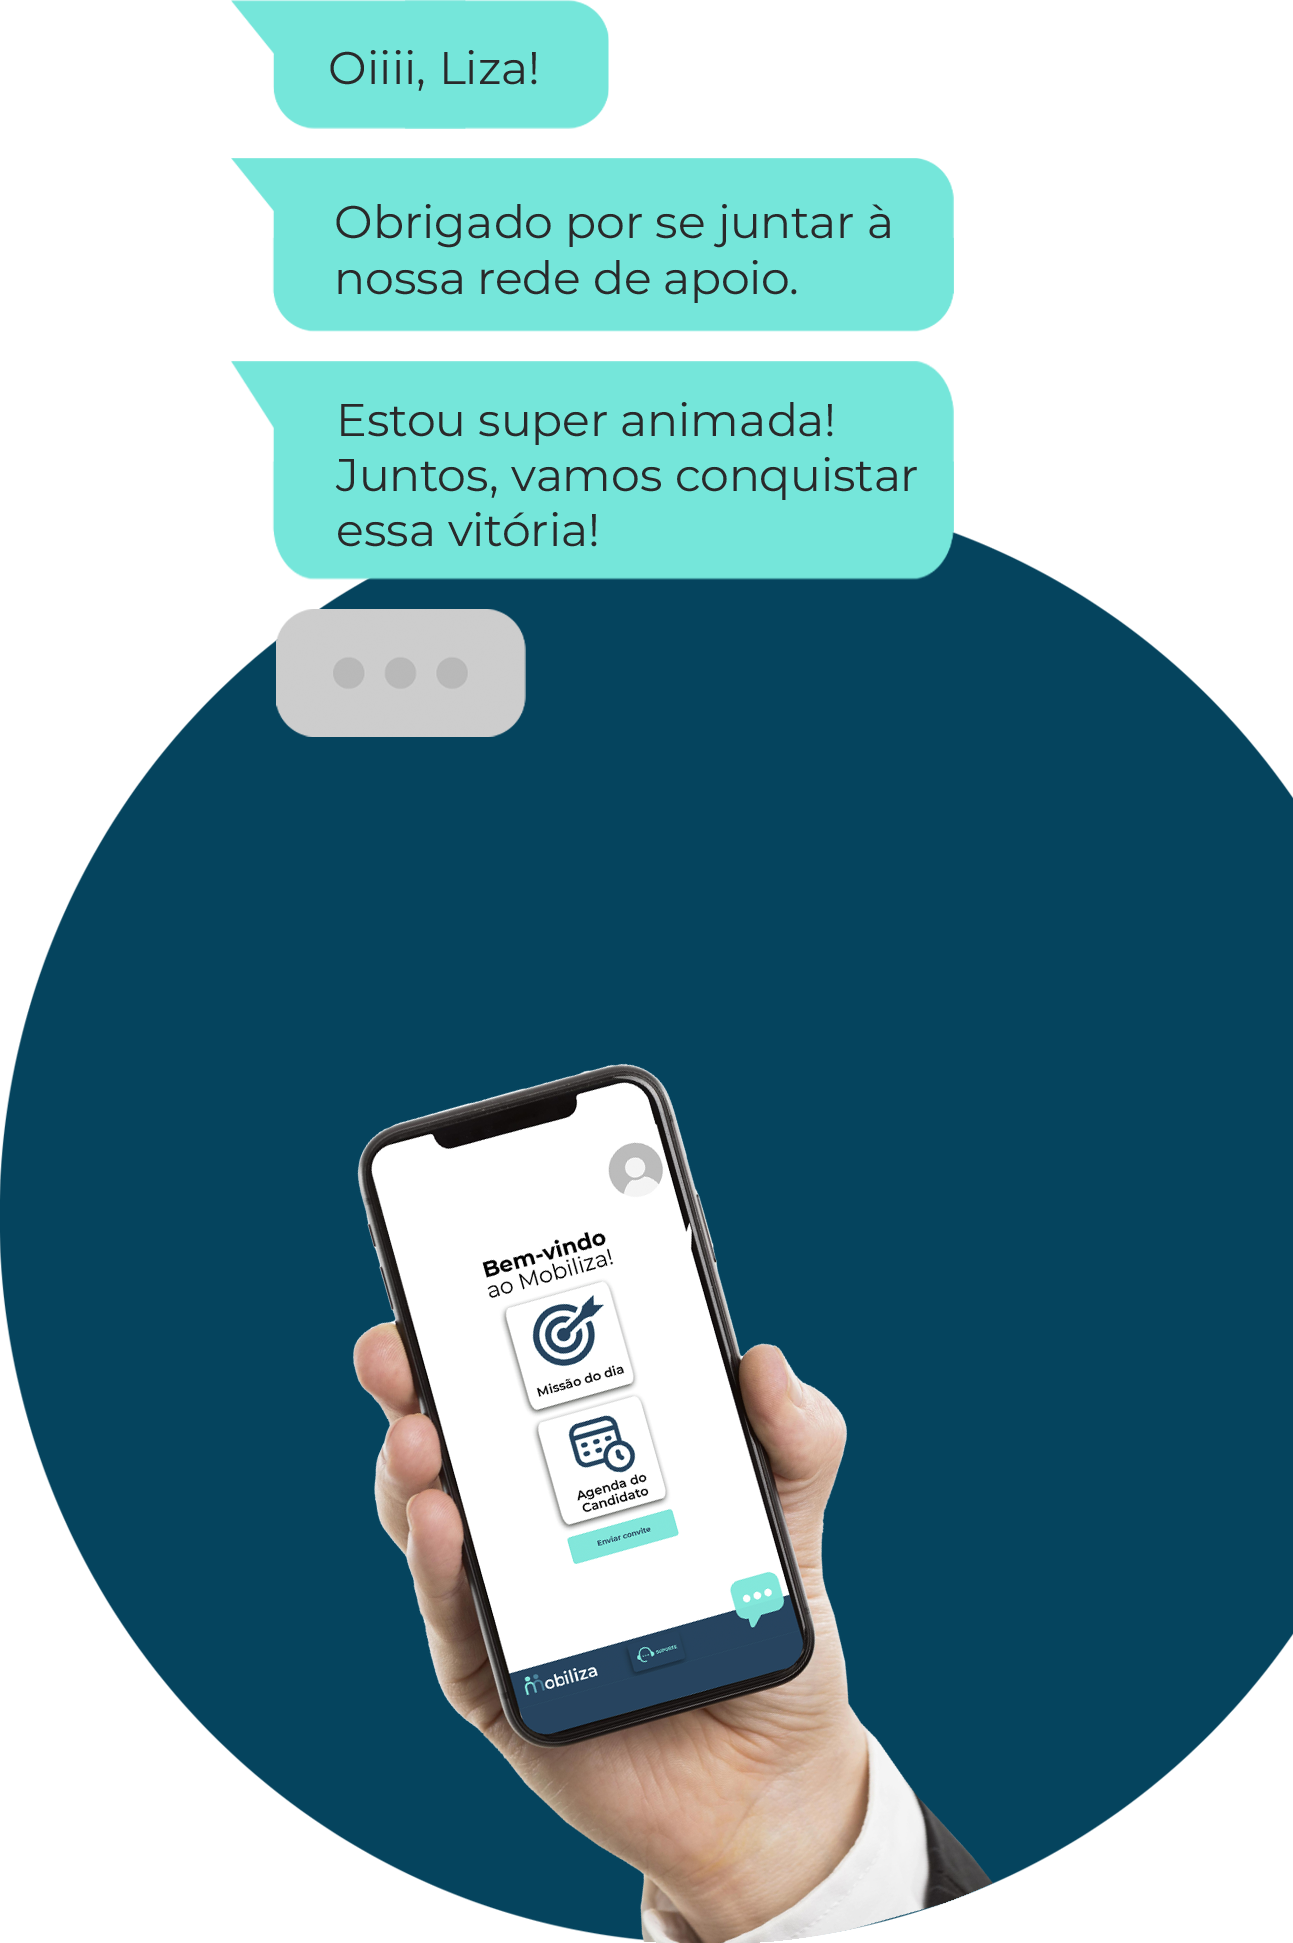 Oiiii, Liza!
Obrigado por se juntar à
nossa rede de apoio.
Estou super animada!
Juntos, vamos conquistar
essa vitória!
Bem-vindo
ao Mobiliza!
Missão do dia
Agenda do
Candidato
Enviar convite
SUPORTE
mobiliza